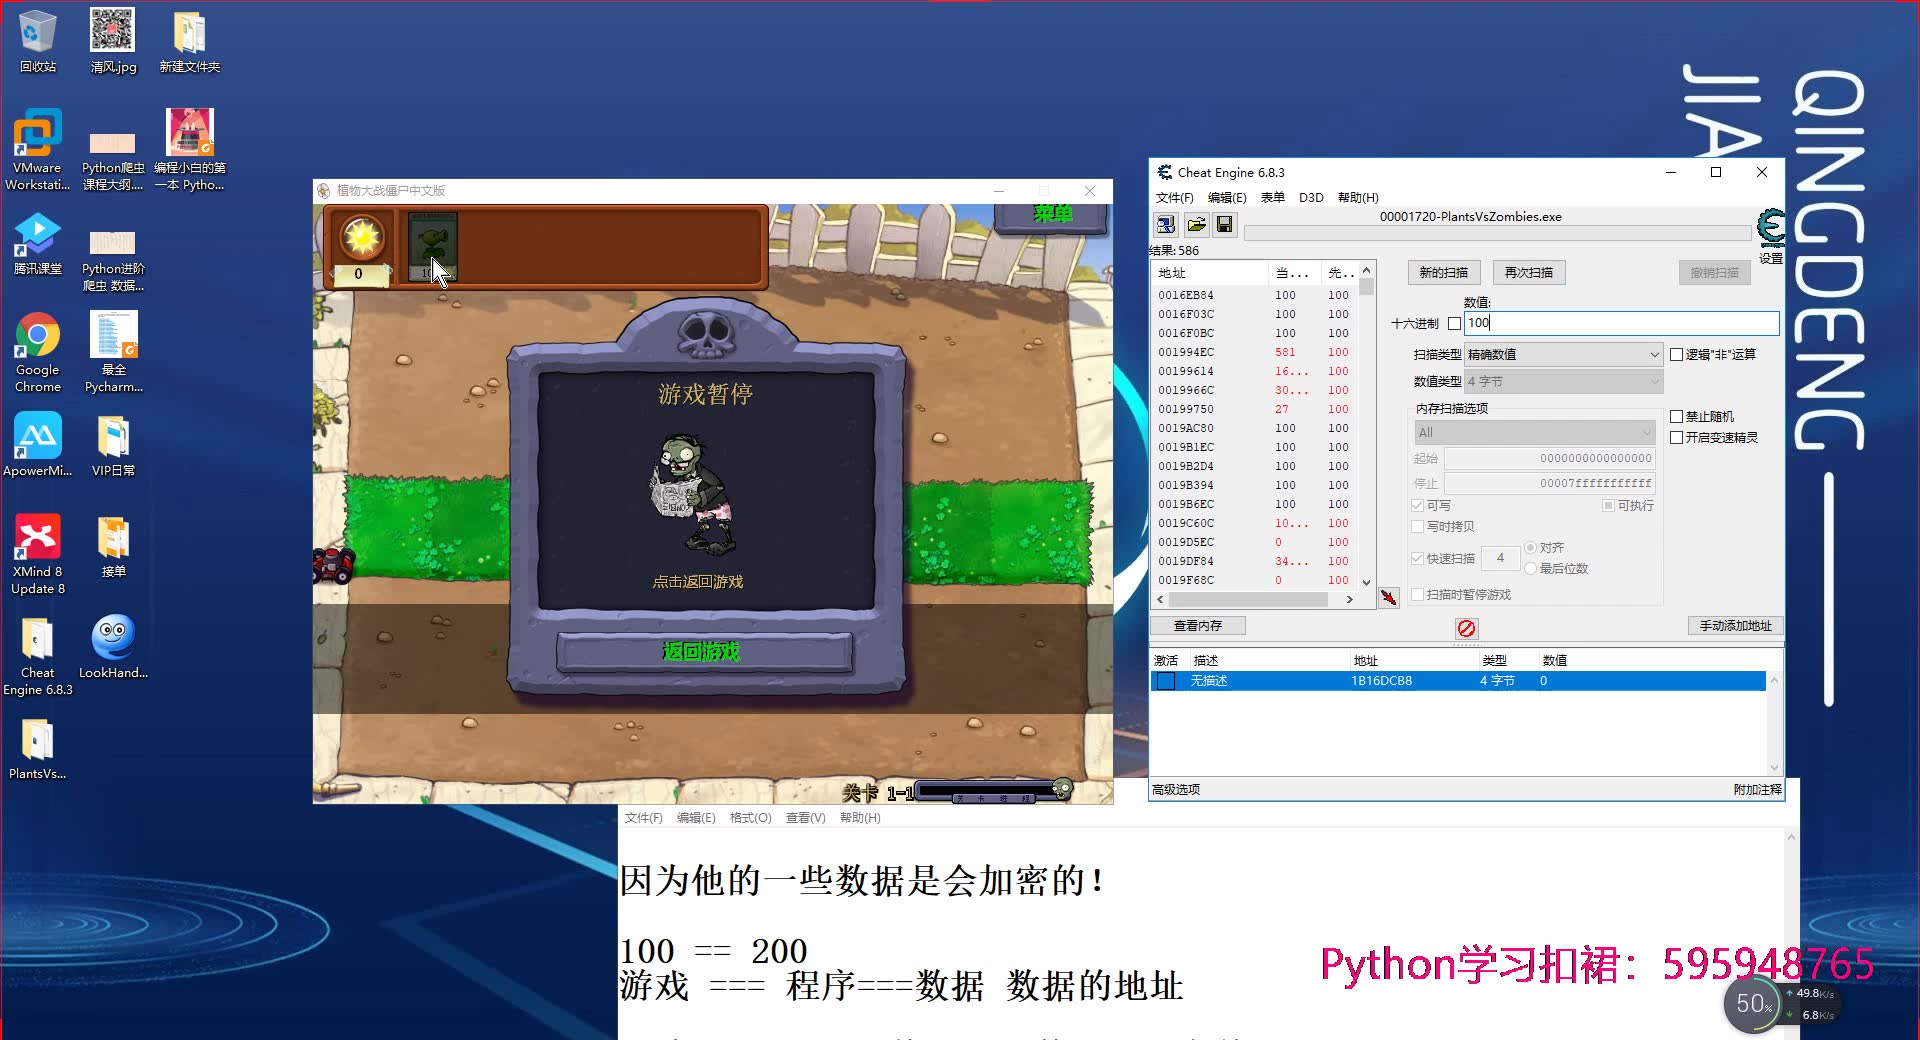 回收站
清风.jpg
新建文件夹
VMware
Workstati...
Python爬虫
课程大纲....
编程小白的第
一本 Pytho...
腾讯课堂
Python进阶
爬虫 数据...
Google
Chrome
最全
Pycharm...
ApowerMi...
VIP日常
XMind 8
Update 8
接单
Cheat
Engine 6.8.3
LookHand...
PlantsVs...
植物大战僵尸中文版
0
菜单
游戏暂停
点击返回游戏
返回游戏
关卡 1-1
关卡进程
Cheat Engine 6.8.3
文件(F) 编辑(E) 表单 D3D 帮助(H)
00001720-PlantsVsZombies.exe
结果:586
设置
地址 当... 先..
0016EB84 100 100
0016F03C 100 100
0016F0BC 100 100
001994EC 581 100
00199614 16... 100
0019966C 30... 100
00199750 27 100
0019AC80 100 100
0019B1EC 100 100
0019B2D4 100 100
0019B394 100 100
0019B6EC 100 100
0019C60C 10... 100
0019D5EC 0 100
0019DF84 34... 100
0019F68C 0 100
新的扫描 再次扫描 撤销扫描
数值:
十六进制 100
扫描类型 精确数值 逻辑"非"运算
数值类型 4 字节
内存扫描选项
All
禁止随机
开启变速精灵
起始 0000000000000000
停止 00007fffffffffff
可写 可执行
写时拷贝
快速扫描 4 对齐
最后位数
扫描时暂停游戏
查看内存 手动添加地址
激活 描述 地址 类型 数值
无描述 1B16DCB8 4 字节 0
高级选项 附加注释
文件(F) 编辑(E) 格式(O) 查看(V) 帮助(H)
因为他的一些数据是会加密的!
100 == 200
游戏 === 程序===数据 数据的地址
Python学习扣裙：595948765
50%
49.8K/s
6.8K/s
QINGDENG
JIA